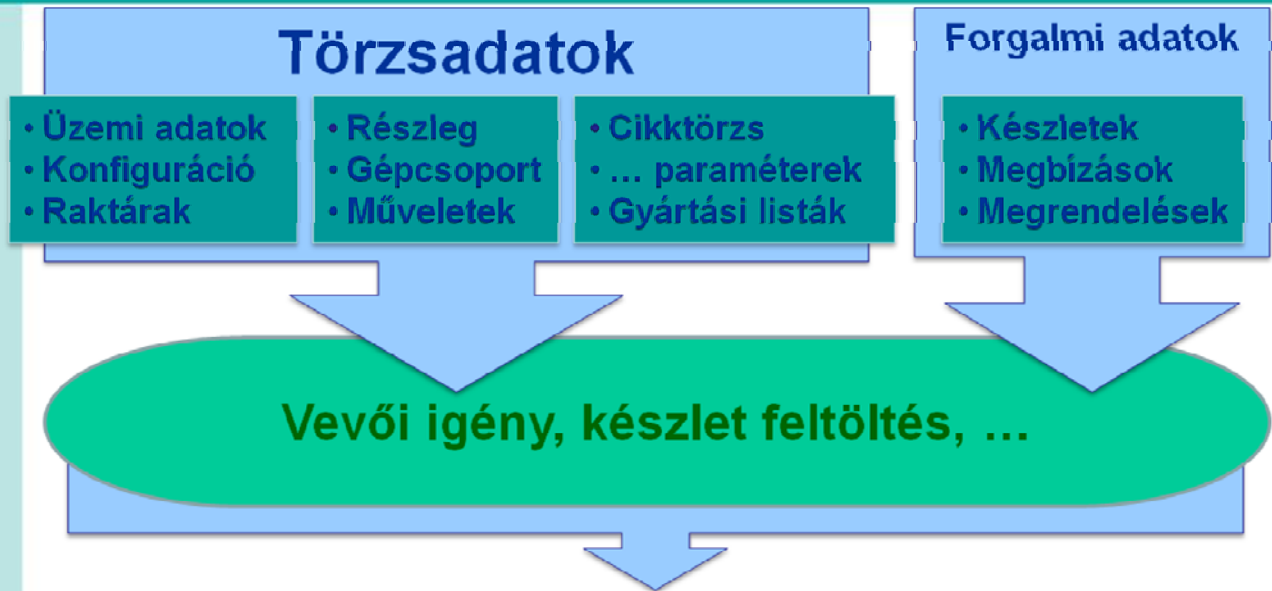 Törzsadatok
• Üzemi adatok
• Konfiguráció
• Raktárak
• Részleg
• Gépcsoport
• Műveletek
• Cikktörzs
• ... paraméterek
• Gyártási listák
Forgalmi adatok
• Készletek
• Megbízások
• Megrendelések
Vevői igény, készlet feltöltés, ...